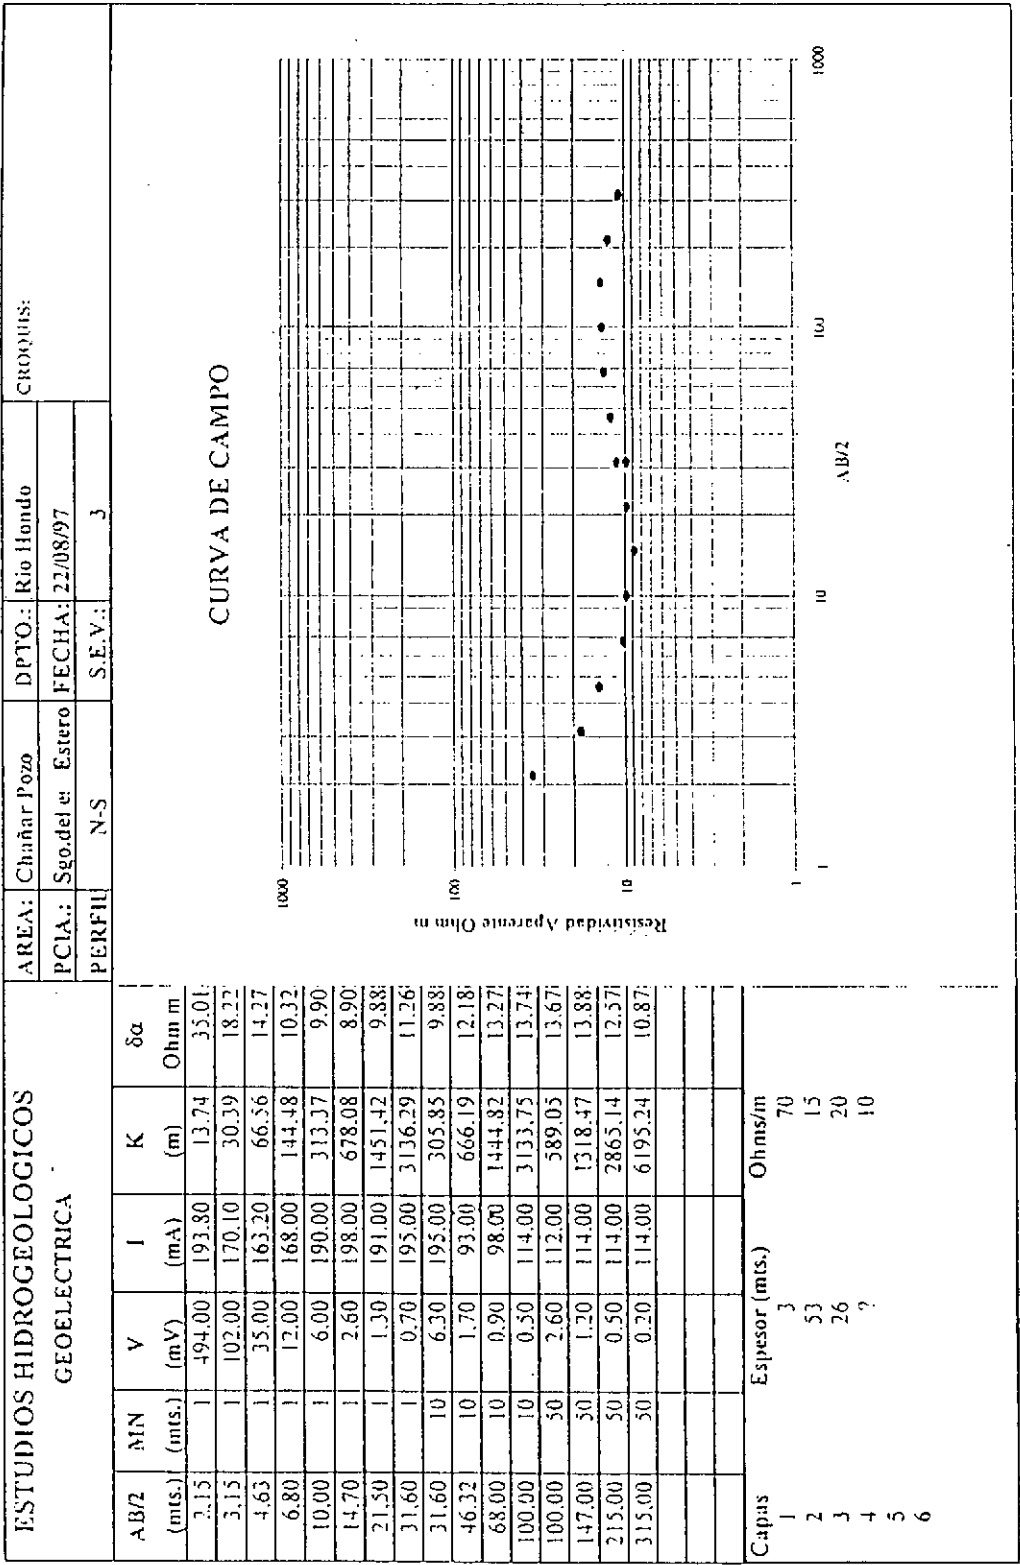 ESTUDIOS HIDROGEOLOGICOS
GEOELECTRICA
AREA: Chañar Pozo DPTO.: Rio Hondo CROQUIS:
PCIA.: Sgo.del e: Estero FECHA: 22/08/97
PERFIL N-S S.E.V.: 3
AB/2 MN V I K δα
(mts.) (mts.) (mV) (mA) (m) Ohm m
2.15 1 494.00 193.80 13.74 35.01
3.15 1 102.00 170.10 30.39 18.22
4.63 1 35.00 163.20 66.56 14.27
6.80 1 12.00 168.00 144.48 10.32
10.00 1 6.00 190.00 313.37 9.90
14.70 1 2.60 198.00 678.08 8.90
21.50 1 1.30 191.00 1451.42 9.88
31.60 1 0.70 195.00 3136.29 11.26
31.60 10 6.30 195.00 305.85 9.88
46.32 10 1.70 93.00 666.19 12.18
68.00 10 0.90 98.00 1444.82 13.27
100.00 10 0.50 114.00 3133.75 13.74
100.00 50 2.60 112.00 589.05 13.67
147.00 50 1.20 114.00 1318.47 13.88
215.00 50 0.50 114.00 2865.14 12.57
315.00 50 0.20 114.00 6195.24 10.87
Capas Espesor (mts.) Ohms/m
1 3 70
2 53 15
3 26 20
4 ? 10
5
6
CURVA DE CAMPO
Resistividad Aparente Ohm m
1000
100
10
1
1 10 100 1000
AB/2